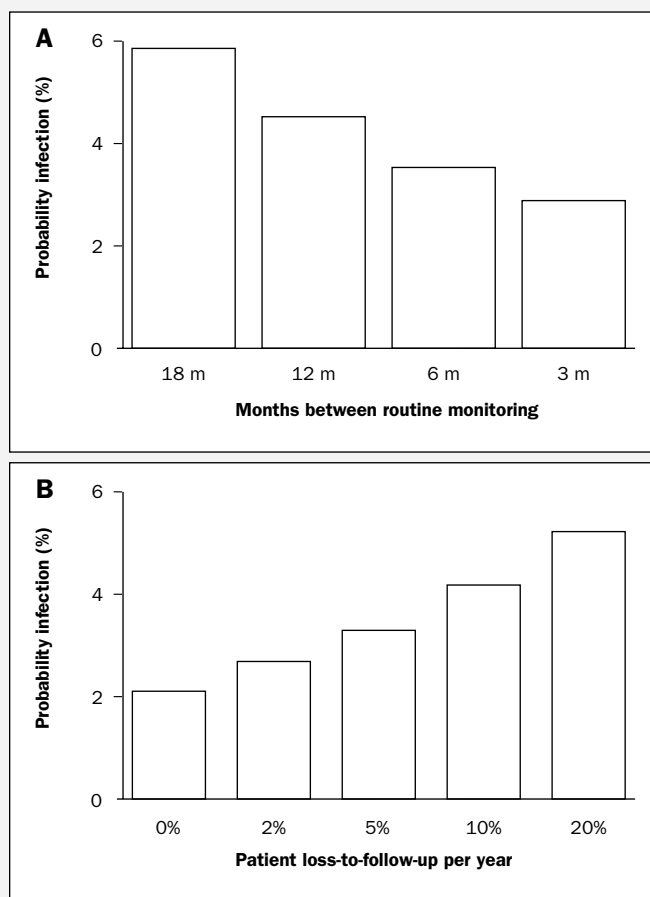 A
Probability infection (%)
6
4
2
0
18 m 12 m 6 m 3 m
Months between routine monitoring
B
Probability infection (%)
6
4
2
0
0% 2% 5% 10% 20%
Patient loss-to-follow-up per year